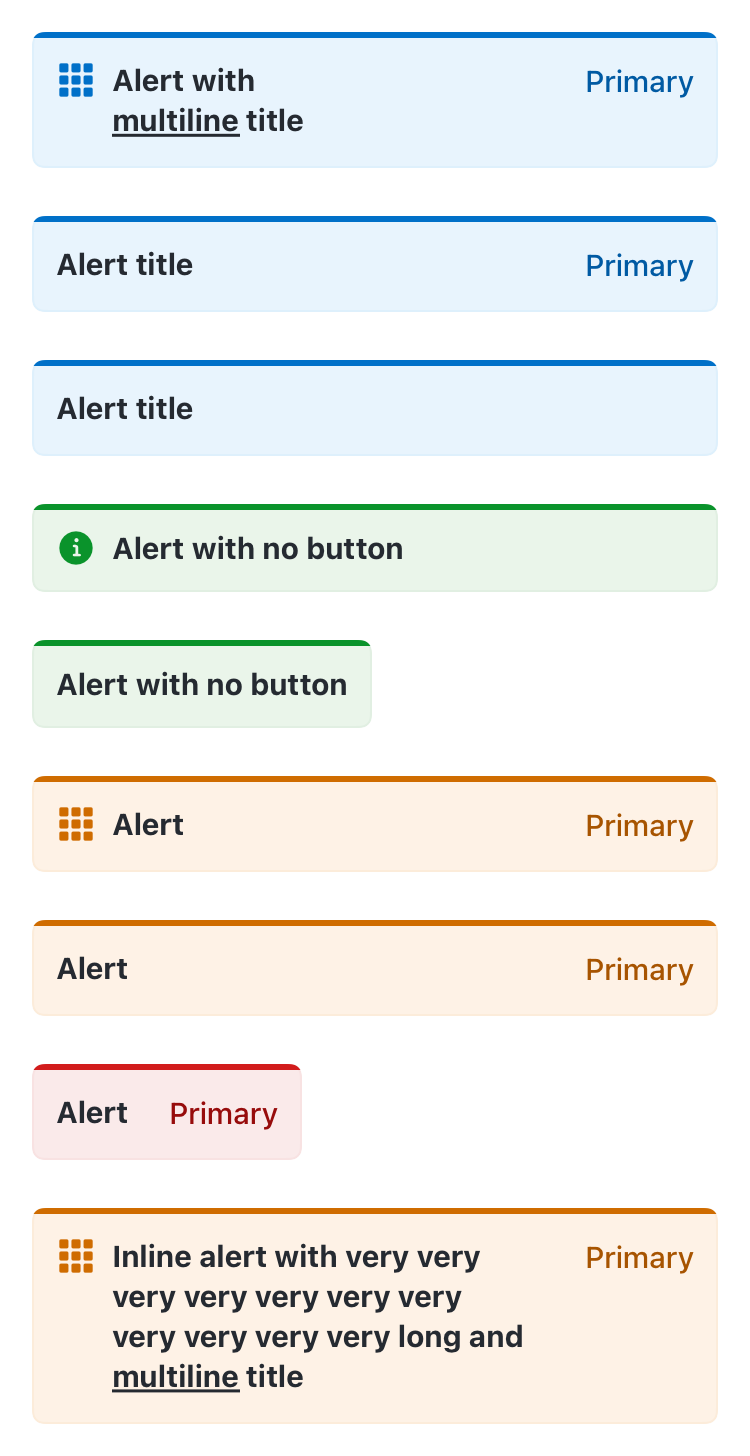 Alert with Primary
multiline title
Alert title Primary
Alert title
Alert with no button
Alert with no button
Alert Primary
Alert Primary
Alert Primary
Inline alert with very very Primary
very very very very very
very very very very long and
multiline title